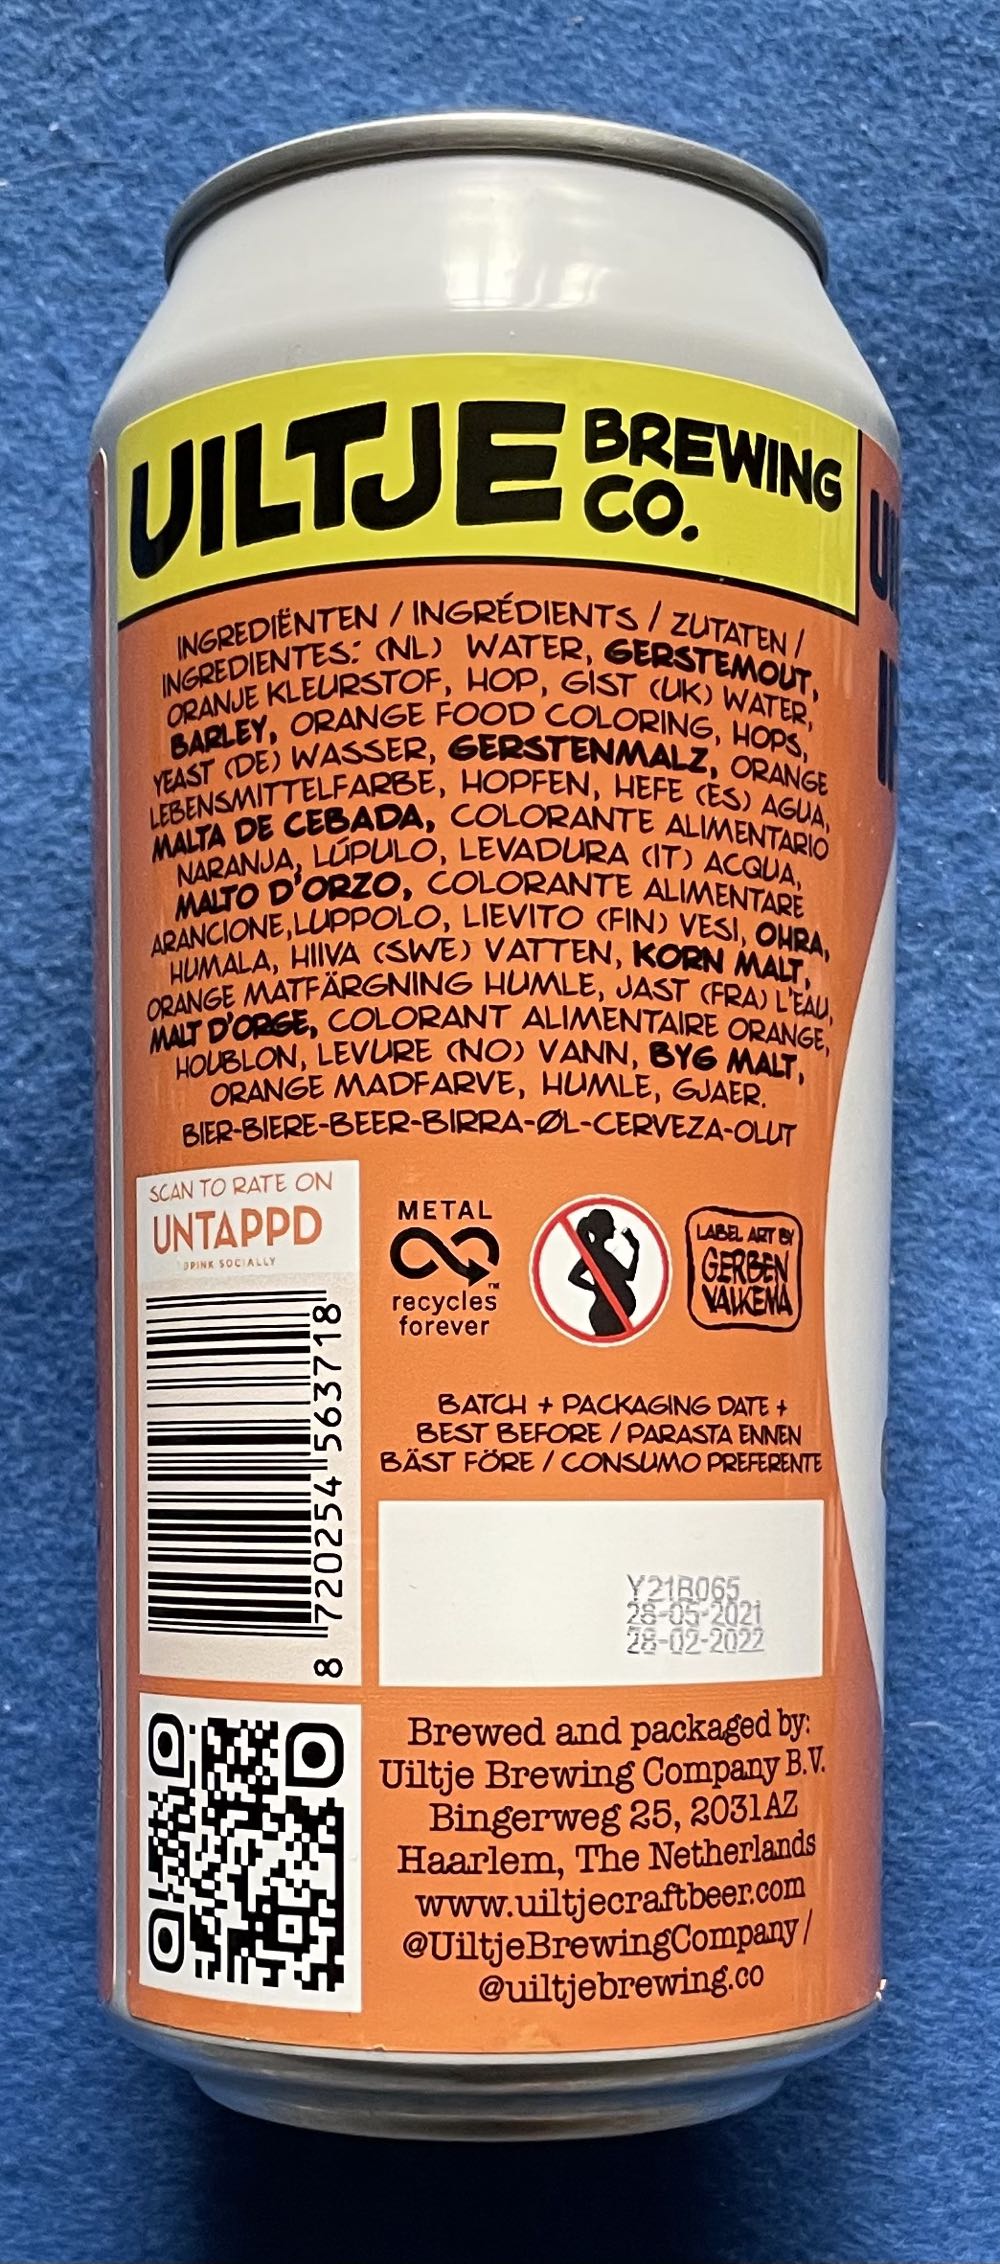 UILTJE BREWING CO.
INGREDIËNTEN / INGRÉDIENTS / ZUTATEN /
INGREDIENTES: (NL) WATER, GERSTEMOUT,
ORANJE KLEURSTOF, HOP, GIST (UK) WATER,
BARLEY, ORANGE FOOD COLORING, HOPS,
YEAST (DE) WASSER, GERSTENMALZ, ORANGE
LEBENSMITTELFARBE, HOPFEN, HEFE (ES) AGUA,
MALTA DE CEBADA, COLORANTE ALIMENTARIO
NARANJA, LÚPULO, LEVADURA (IT) ACQUA,
MALTO D'ORZO, COLORANTE ALIMENTARE
ARANCIONE,LUPPOLO, LIEVITO (FIN) VESI, OHRA,
HUMALA, HIIVA (SWE) VATTEN, KORN MALT,
ORANGE MATFÄRGNING HUMLE, JAST (FRA) L'EAU,
MALT D'ORGE, COLORANT ALIMENTAIRE ORANGE,
HOUBLON, LEVURE (NO) VANN, BYG MALT,
ORANGE MADFARVE, HUMLE, GJAER.
BIER-BIERE-BEER-BIRRA-ØL-CERVEZA-OLUT
SCAN TO RATE ON
UNTAPPD
DRINK SOCIALLY
8 720254 563718
METAL
recycles
forever
LABEL ART BY
GERBEN
VALKEMA
BATCH + PACKAGING DATE +
BEST BEFORE / PARASTA ENNEN
BÄST FÖRE / CONSUMO PREFERENTE
Y21B065
28-05-2021
28-02-2022
Brewed and packaged by:
Uiltje Brewing Company B.V.
Bingerweg 25, 2031AZ
Haarlem, The Netherlands
www.uiltjecraftbeer.com
@UiltjeBrewingCompany /
@uiltjebrewing.co